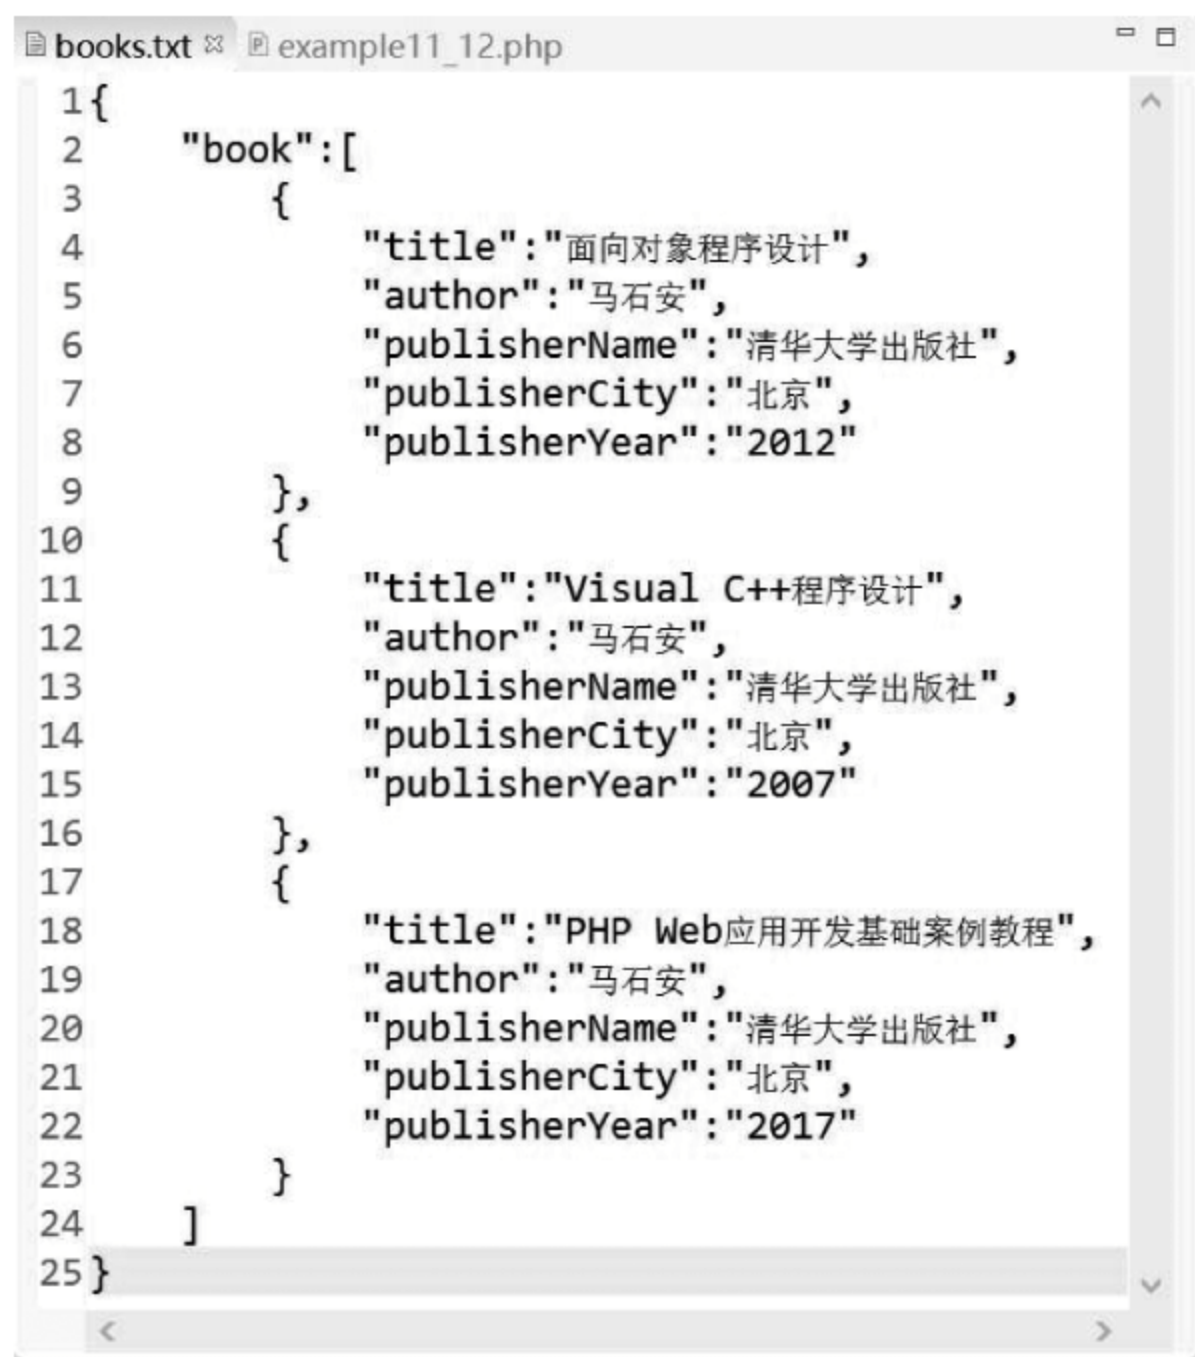 books.txt example11_12.php
1 {
2 "book":[
3 {
4 "title":"面向对象程序设计",
5 "author":"马石安",
6 "publisherName":"清华大学出版社",
7 "publisherCity":"北京",
8 "publisherYear":"2012"
9 },
10 {
11 "title":"Visual C++程序设计",
12 "author":"马石安",
13 "publisherName":"清华大学出版社",
14 "publisherCity":"北京",
15 "publisherYear":"2007"
16 },
17 {
18 "title":"PHP Web应用开发基础案例教程",
19 "author":"马石安",
20 "publisherName":"清华大学出版社",
21 "publisherCity":"北京",
22 "publisherYear":"2017"
23 }
24 ]
25 }